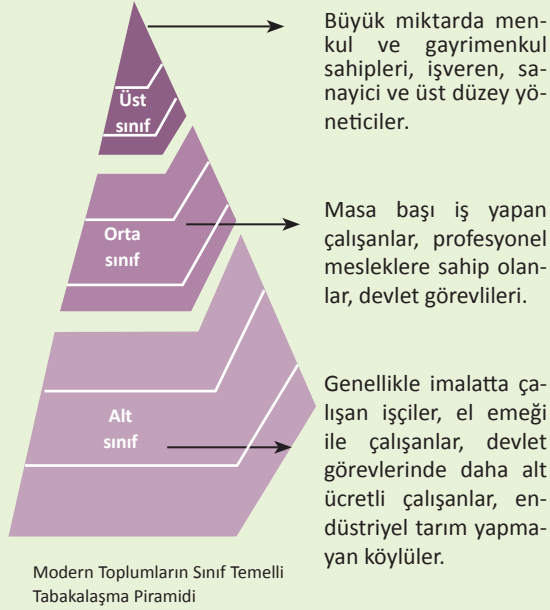 Büyük miktarda men-
kul ve gayrimenkul
sahipleri, işveren, sa-
nayici ve üst düzey yö-
neticiler.
Üst
sınıf
Masa başı iş yapan
çalışanlar, profesyonel
mesleklere sahip olan-
lar, devlet görevlileri.
Orta
sınıf
Genellikle imalatta ça-
lışan işçiler, el emeği
ile çalışanlar, devlet
görevlerinde daha alt
ücretli çalışanlar, en-
düstriyel tarım yapma-
yan köylüler.
Alt
sınıf
Modern Toplumların Sınıf Temelli
Tabakalaşma Piramidi